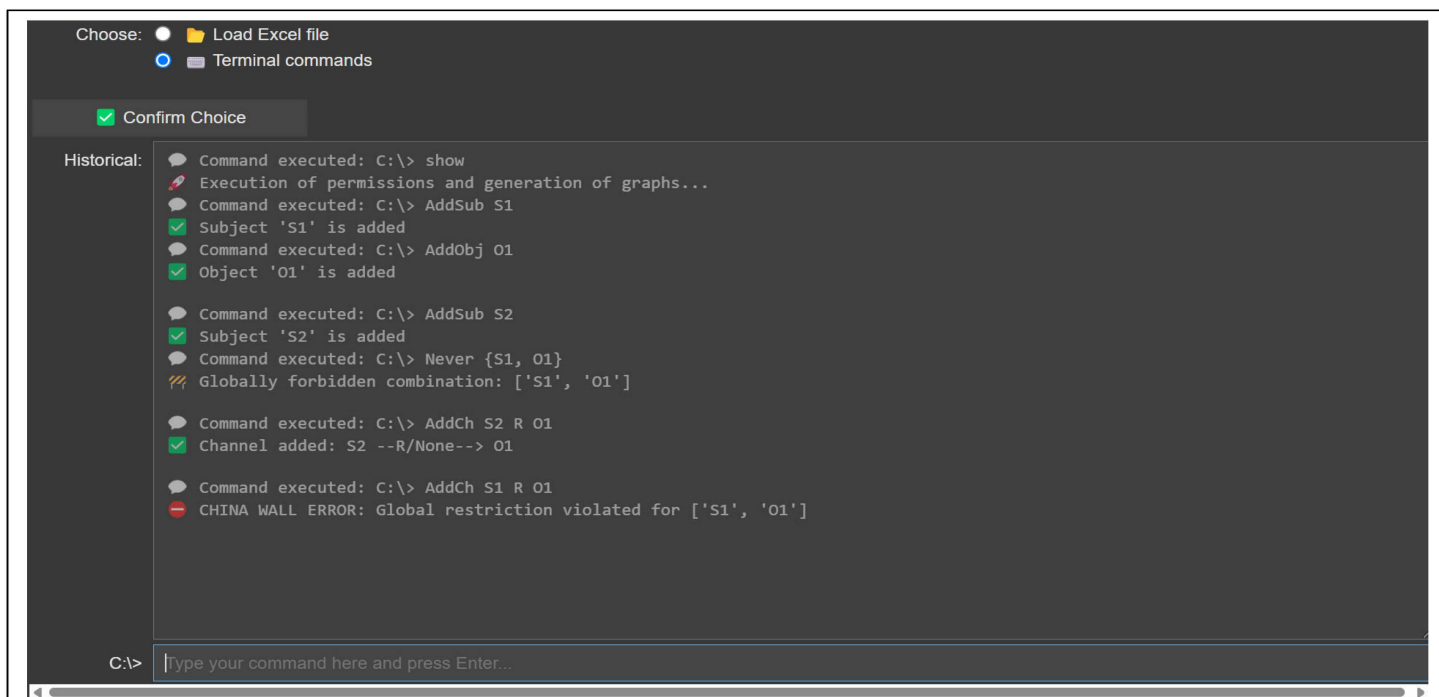 Choose: 📂 Load Excel file
⌨ Terminal commands
✅ Confirm Choice
Historical:
💬 Command executed: C:\> show
🚀 Execution of permissions and generation of graphs...
💬 Command executed: C:\> AddSub S1
✅ Subject 'S1' is added
💬 Command executed: C:\> AddObj O1
✅ Object 'O1' is added
💬 Command executed: C:\> AddSub S2
✅ Subject 'S2' is added
💬 Command executed: C:\> Never {S1, O1}
🚧 Globally forbidden combination: ['S1', 'O1']
💬 Command executed: C:\> AddCh S2 R O1
✅ Channel added: S2 --R/None--> O1
💬 Command executed: C:\> AddCh S1 R O1
⛔ CHINA WALL ERROR: Global restriction violated for ['S1', 'O1']
C:\> Type your command here and press Enter...